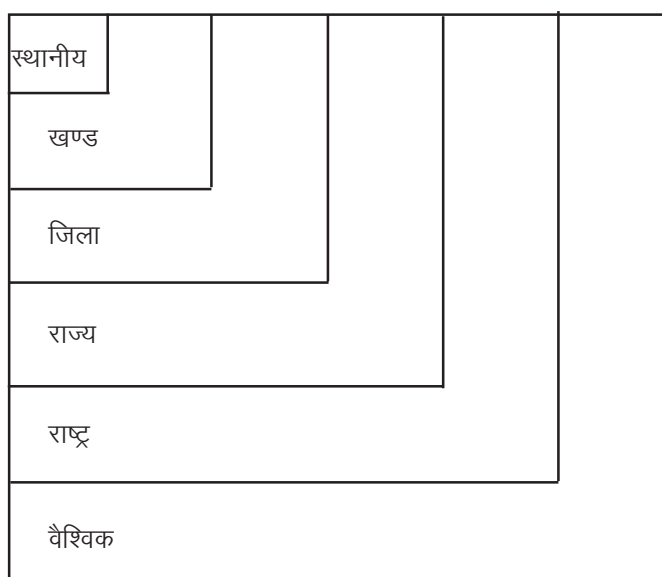 स्थानीय
खण्ड
जिला
राज्य
राष्ट्र
वैश्विक